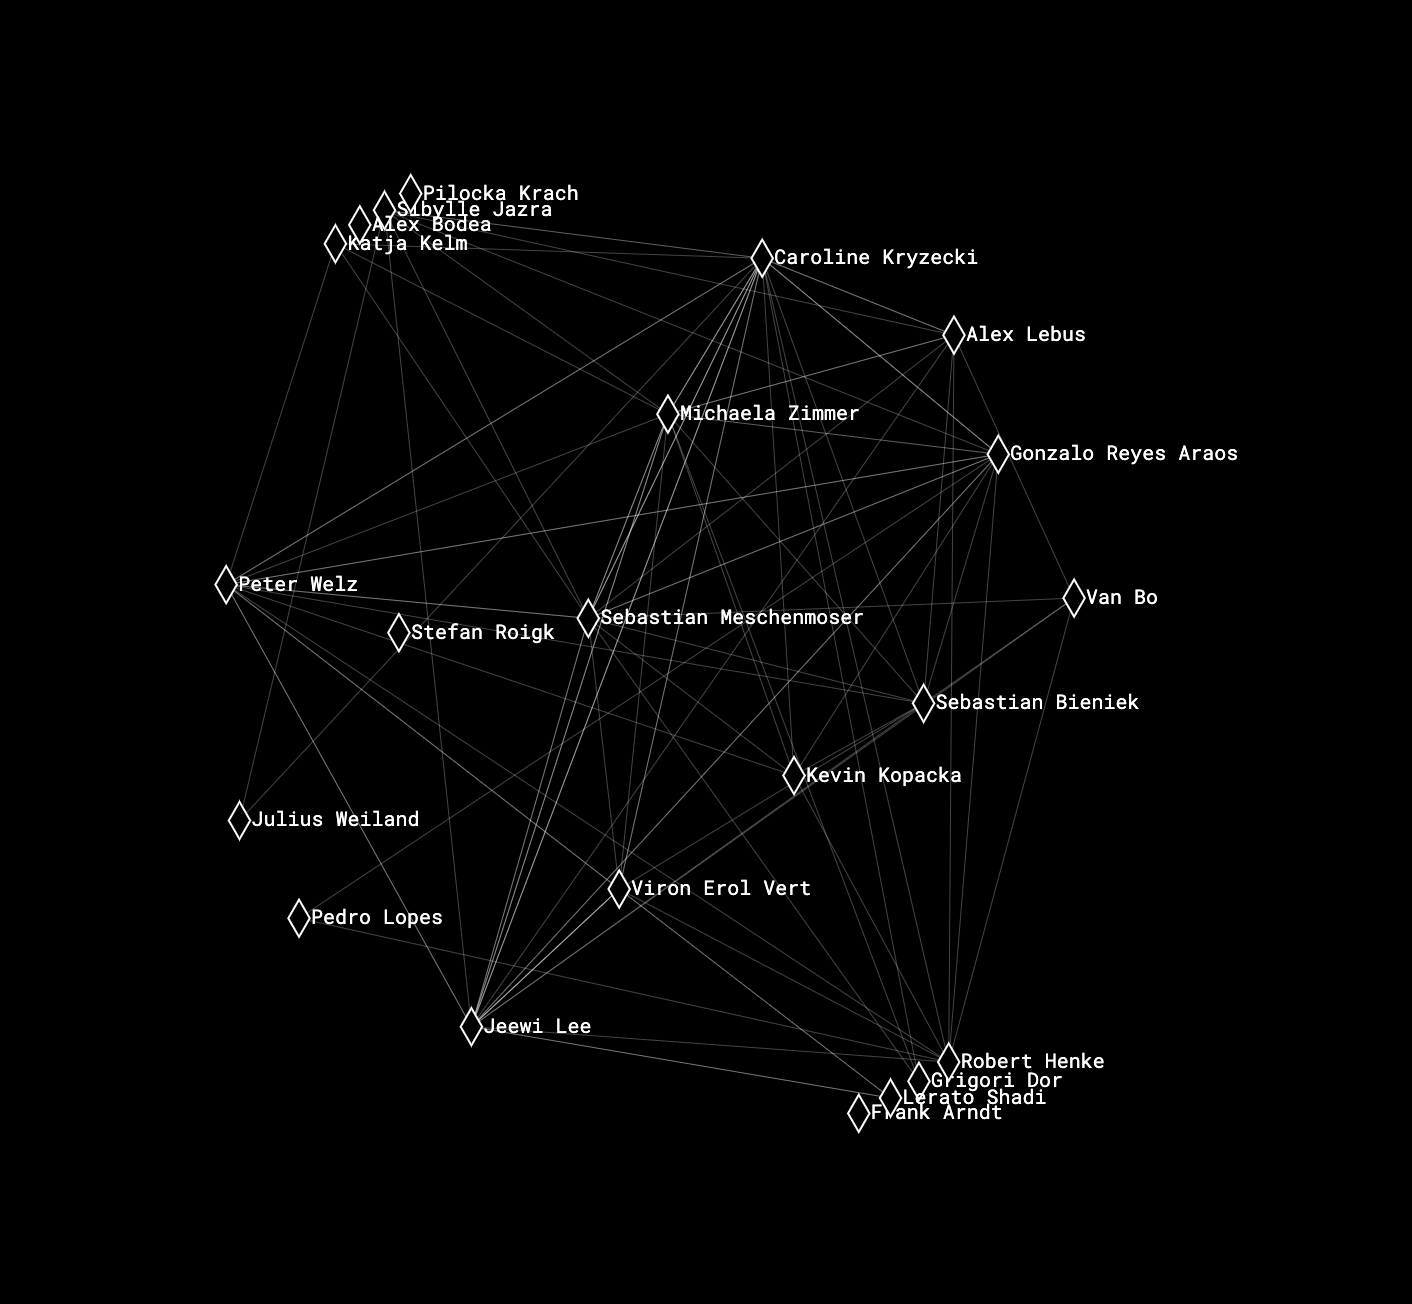 Pilocka Krach
Sibylle Jazra
Alex Bodea
Katja Kelm
Caroline Kryzecki
Alex Lebus
Michaela Zimmer
Gonzalo Reyes Araos
Peter Welz
Van Bo
Sebastian Meschenmoser
Stefan Roigk
Sebastian Bieniek
Kevin Kopacka
Julius Weiland
Viron Erol Vert
Pedro Lopes
Jeewi Lee
Robert Henke
Grigori Dor
Lerato Shadi
Frank Arndt